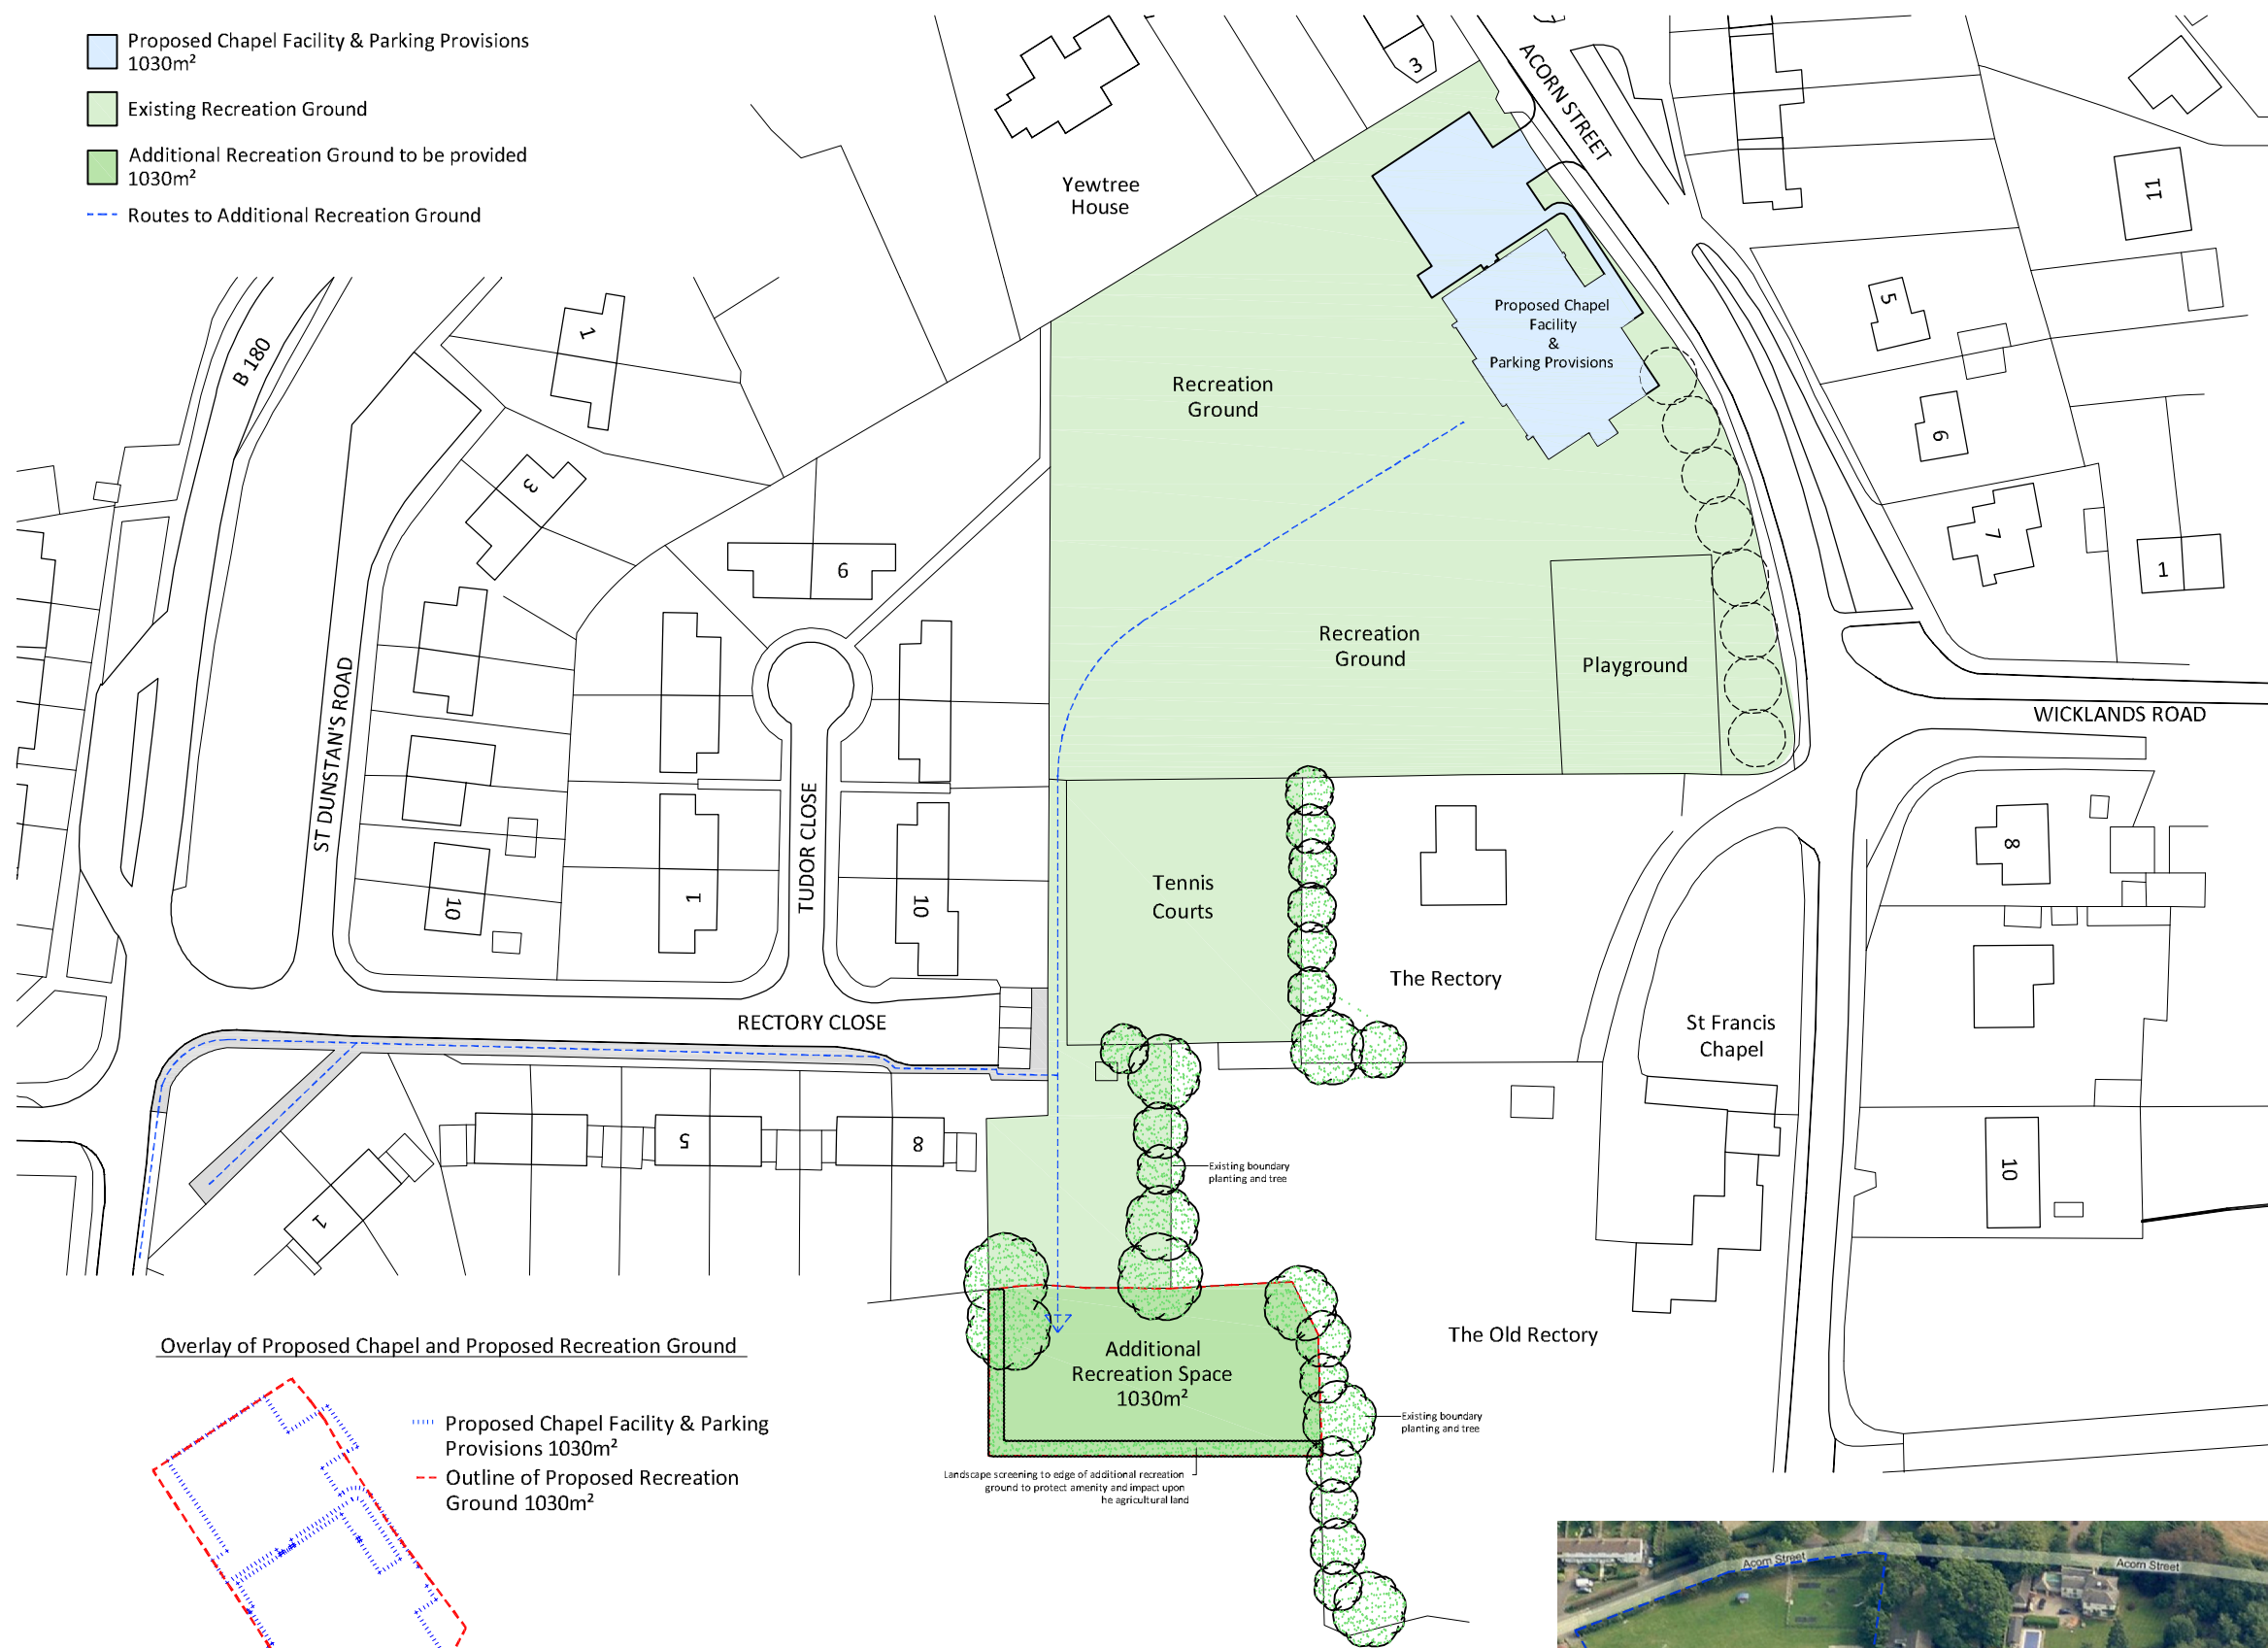 Proposed Chapel Facility & Parking Provisions
1030m²
Existing Recreation Ground
Additional Recreation Ground to be provided
1030m²
Routes to Additional Recreation Ground
3
ACORN STREET
Yewtree
House
11
B 180
1
5
Proposed Chapel
Facility
&
Parking Provisions
Recreation
Ground
6
3
7
9
1
Recreation
Ground
Playground
ST DUNSTAN'S ROAD
WICKLANDS ROAD
TUDOR CLOSE
8
10
1
10
Tennis
Courts
The Rectory
RECTORY CLOSE
St Francis
Chapel
5
8
10
1
Existing boundary
planting and tree
The Old Rectory
Additional
Recreation Space
1030m²
Existing boundary
planting and tree
Landscape screening to edge of additional recreation
ground to protect amenity and impact upon
he agricultural land
Overlay of Proposed Chapel and Proposed Recreation Ground
Proposed Chapel Facility & Parking
Provisions 1030m²
Outline of Proposed Recreation
Ground 1030m²
Acorn Street
Acorn Street